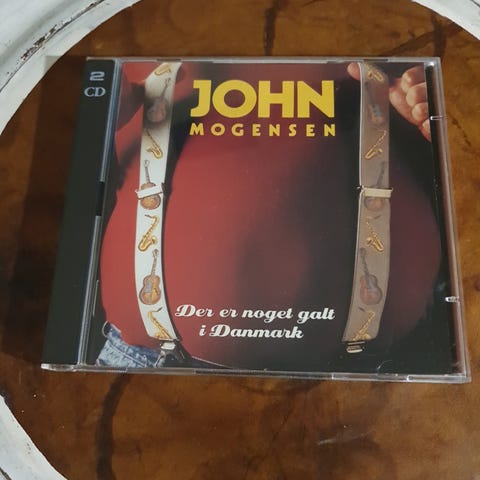 2
CD
JOHN
MOGENSEN
Der er noget galt
i Danmark